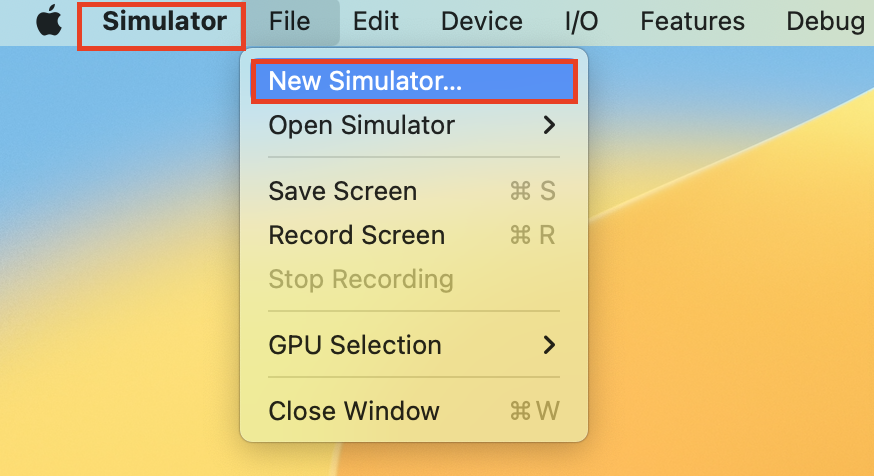 Simulator File Edit Device I/O Features Debug
New Simulator...
Open Simulator
Save Screen ⌘ S
Record Screen ⌘ R
Stop Recording
GPU Selection
Close Window ⌘ W